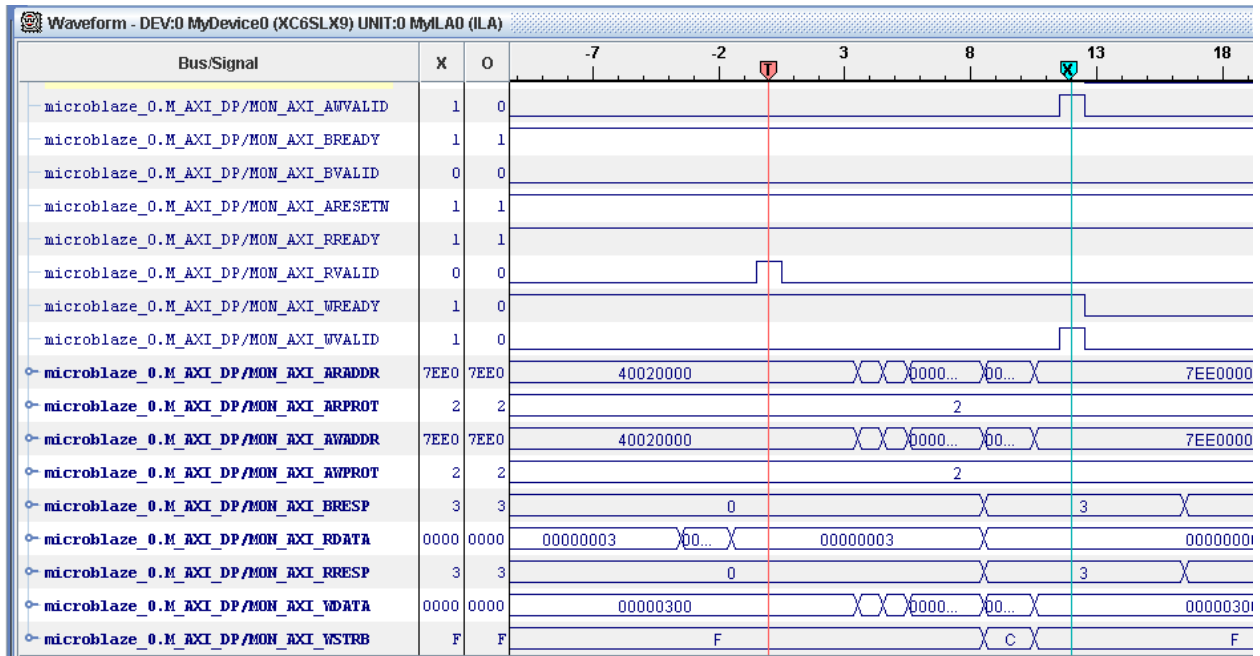 Waveform - DEV:0 MyDevice0 (XC6SLX9) UNIT:0 MyILA0 (ILA)
Bus/Signal X O -7 -2 3 8 13 18
T X
microblaze_0.M_AXI_DP/MON_AXI_AWVALID 1 0
microblaze_0.M_AXI_DP/MON_AXI_BREADY 1 1
microblaze_0.M_AXI_DP/MON_AXI_BVALID 0 0
microblaze_0.M_AXI_DP/MON_AXI_ARESETN 1 1
microblaze_0.M_AXI_DP/MON_AXI_RREADY 1 1
microblaze_0.M_AXI_DP/MON_AXI_RVALID 0 0
microblaze_0.M_AXI_DP/MON_AXI_WREADY 1 0
microblaze_0.M_AXI_DP/MON_AXI_WVALID 1 0
microblaze_0.M_AXI_DP/MON_AXI_ARADDR 7EE0 7EE0 40020000 0000... 00... 7EE0000
microblaze_0.M_AXI_DP/MON_AXI_ARPROT 2 2 2
microblaze_0.M_AXI_DP/MON_AXI_AWADDR 7EE0 7EE0 40020000 0000... 00... 7EE0000
microblaze_0.M_AXI_DP/MON_AXI_AWPROT 2 2 2
microblaze_0.M_AXI_DP/MON_AXI_BRESP 3 3 0 3
microblaze_0.M_AXI_DP/MON_AXI_RDATA 0000 0000 00000003 00... 00000003 00000000
microblaze_0.M_AXI_DP/MON_AXI_RRESP 3 3 0 3
microblaze_0.M_AXI_DP/MON_AXI_WDATA 0000 0000 00000300 0000... 00... 00000300
microblaze_0.M_AXI_DP/MON_AXI_WSTRB F F F C F